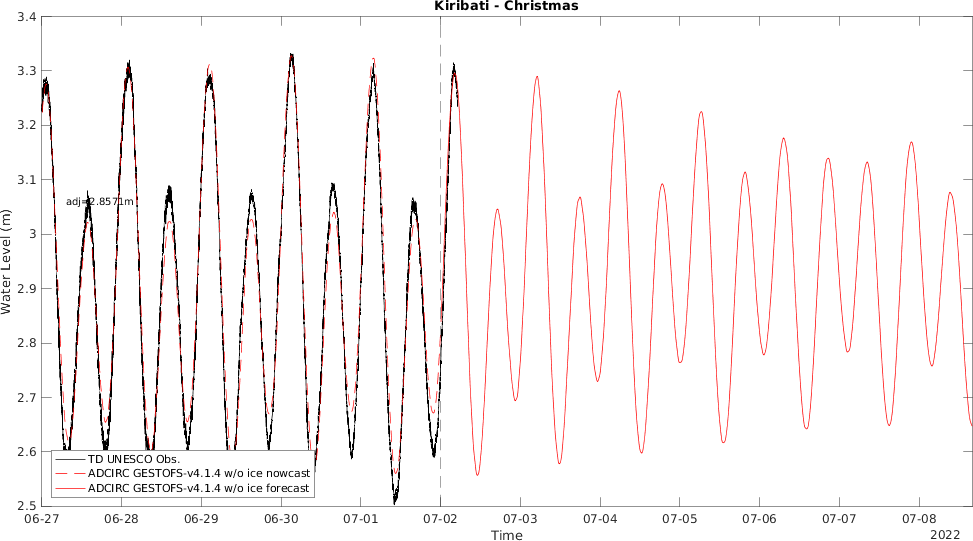 Kiribati - Christmas
3.4
3.3
3.2
3.1
3
2.9
2.8
2.7
2.6
2.5
Water Level (m)
adj=2.8571m
TD UNESCO Obs.
ADCIRC GESTOFS-v4.1.4 w/o ice nowcast
ADCIRC GESTOFS-v4.1.4 w/o ice forecast
06-27 06-28 06-29 06-30 07-01 07-02 07-03 07-04 07-05 07-06 07-07 07-08
Time
2022